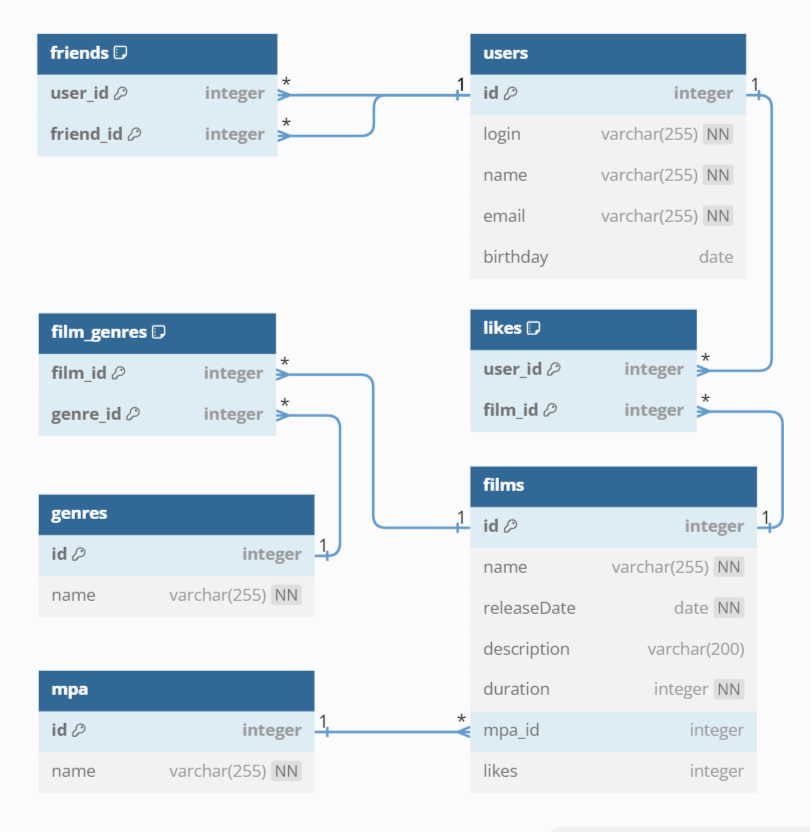 friends
user_id integer
friend_id integer
* 1
*
users
id integer
login varchar(255) NN
name varchar(255) NN
email varchar(255) NN
birthday date
1
film_genres
film_id integer
genre_id integer
*
*
likes
user_id integer
film_id integer
*
*
genres
id integer
name varchar(255) NN
1
films
id integer
name varchar(255) NN
releaseDate date NN
description varchar(200)
duration integer NN
mpa_id integer
likes integer
1 1
mpa
id integer
name varchar(255) NN
1 *